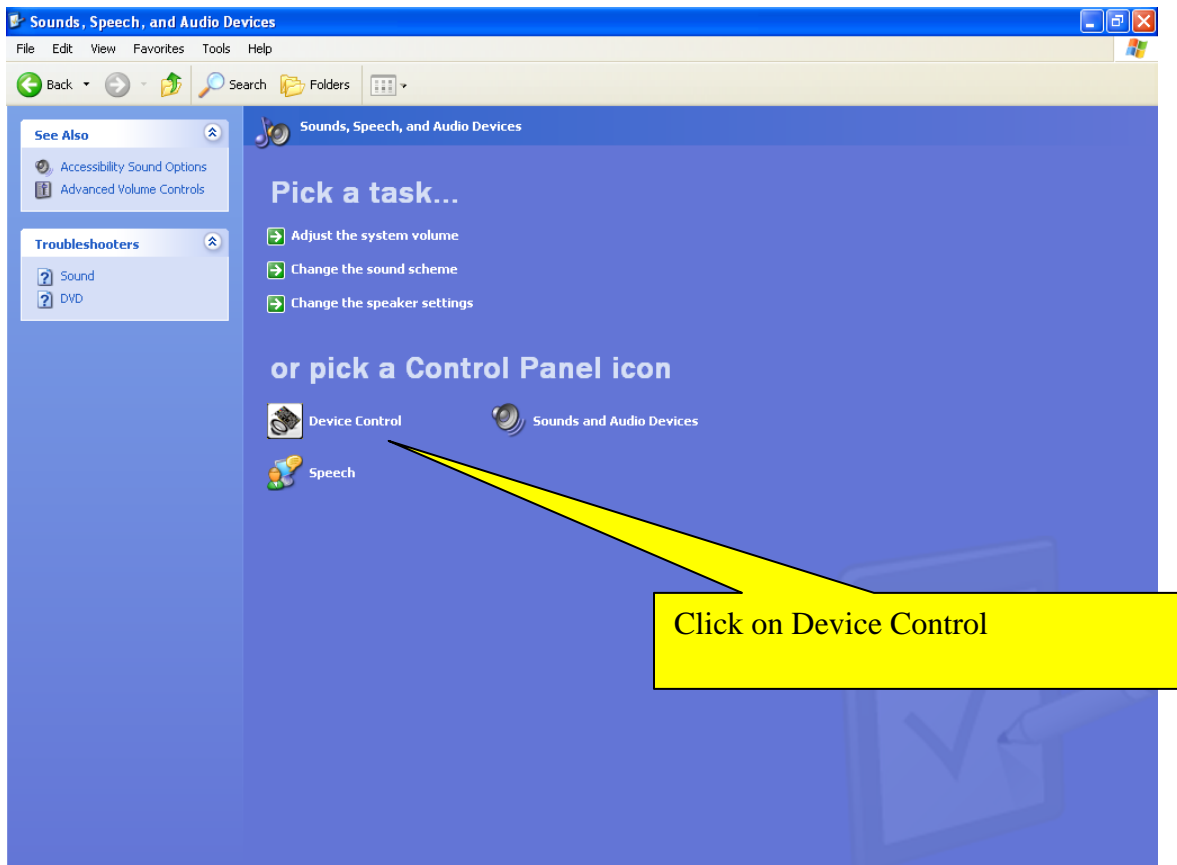 Sounds, Speech, and Audio Devices
File Edit View Favorites Tools Help
Back Search Folders
See Also
Accessibility Sound Options
Advanced Volume Controls
Troubleshooters
Sound
DVD
Sounds, Speech, and Audio Devices
Pick a task...
Adjust the system volume
Change the sound scheme
Change the speaker settings
or pick a Control Panel icon
Device Control Sounds and Audio Devices
Speech
Click on Device Control